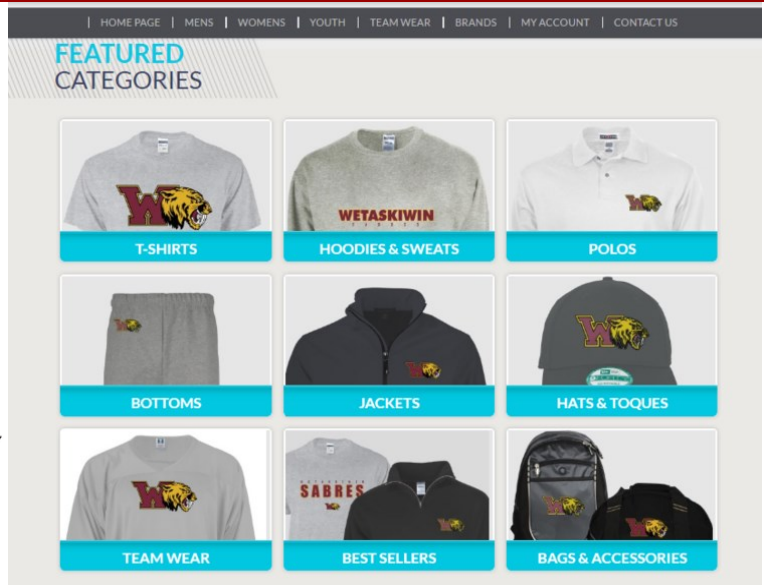 HOME PAGE | MENS | WOMENS | YOUTH | TEAM WEAR | BRANDS | MY ACCOUNT | CONTACT US
FEATURED
CATEGORIES
W
WETASKIWIN
W
T-SHIRTS
HOODIES & SWEATS
POLOS
W
W
W
BOTTOMS
JACKETS
HATS & TOQUES
W
SABRES
W
W
W
TEAM WEAR
BEST SELLERS
BAGS & ACCESSORIES